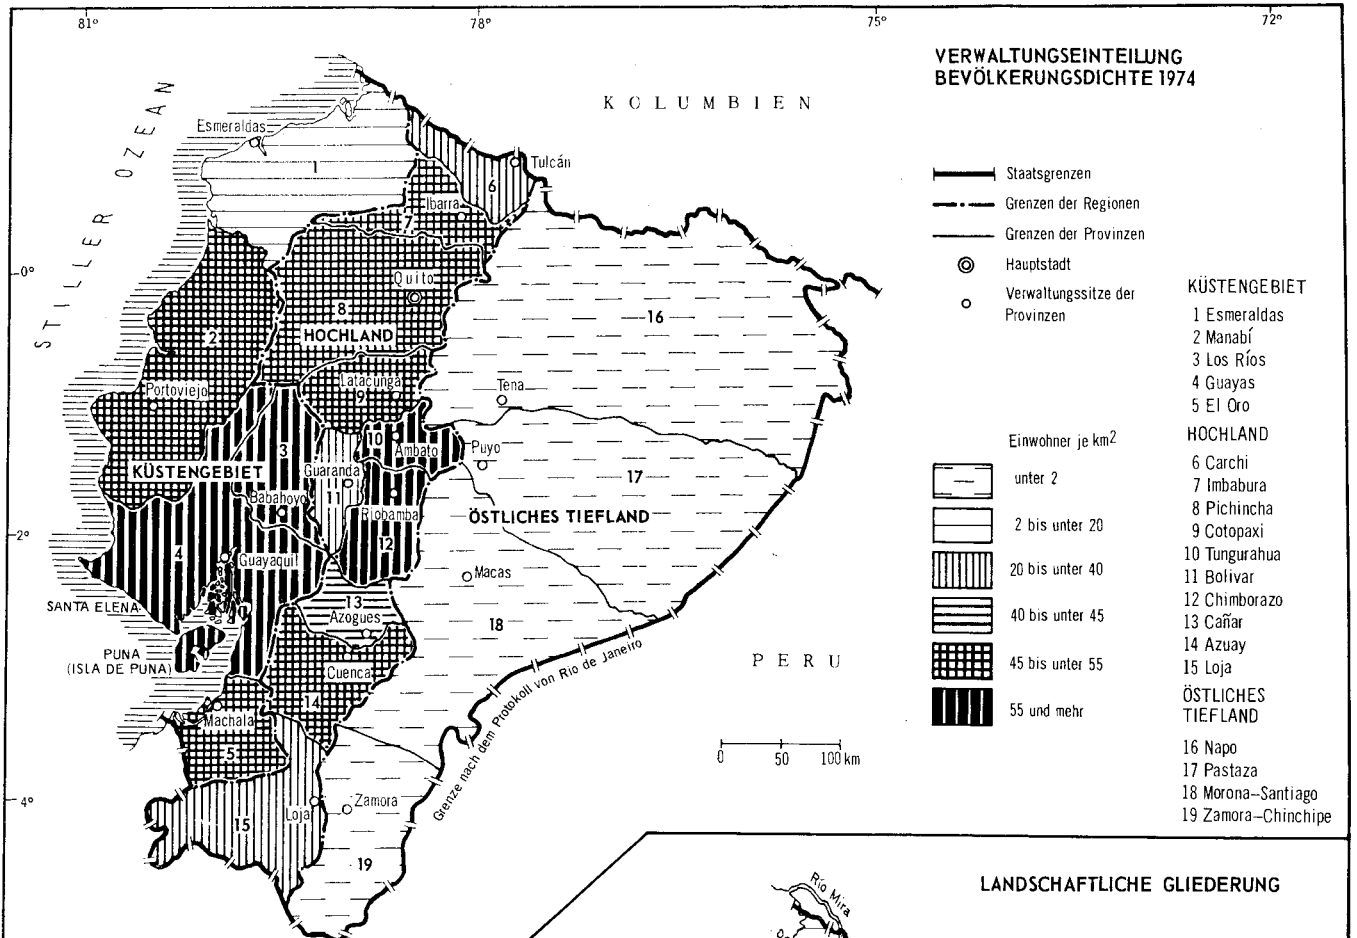 81°
78°
75°
72°
VERWALTUNGSEINTEILUNG
BEVÖLKERUNGSDICHTE 1974
KOLUMBIEN
STILLER OZEAN
Esmeraldas
1
Tulcán
6
Ibarra
7
0°
Quito
8
HOCHLAND
2
16
Latacunga
9
Portoviejo
Tena
10
Ambato
Puyo
3
KÜSTENGEBIET
Guaranda
11
17
Babahoyo
Riobamba
ÖSTLICHES TIEFLAND
2°
4
12
Guayaquil
Macas
SANTA ELENA
13
Azogues
18
PUNA
(ISLA DE PUNA)
Cuenca
PERU
14
Machala
5
Grenze nach dem Protokoll von Rio de Janeiro
0 50 100 km
4°
Loja
Zamora
15
19
Staatsgrenzen
Grenzen der Regionen
Grenzen der Provinzen
Hauptstadt
Verwaltungssitze der
Provinzen
Einwohner je km²
unter 2
2 bis unter 20
20 bis unter 40
40 bis unter 45
45 bis unter 55
55 und mehr
KÜSTENGEBIET
1 Esmeraldas
2 Manabí
3 Los Ríos
4 Guayas
5 El Oro
HOCHLAND
6 Carchi
7 Imbabura
8 Pichincha
9 Cotopaxi
10 Tungurahua
11 Bolivar
12 Chimborazo
13 Cañar
14 Azuay
15 Loja
ÖSTLICHES
TIEFLAND
16 Napo
17 Pastaza
18 Morona-Santiago
19 Zamora-Chinchipe
LANDSCHAFTLICHE GLIEDERUNG
Río Mira